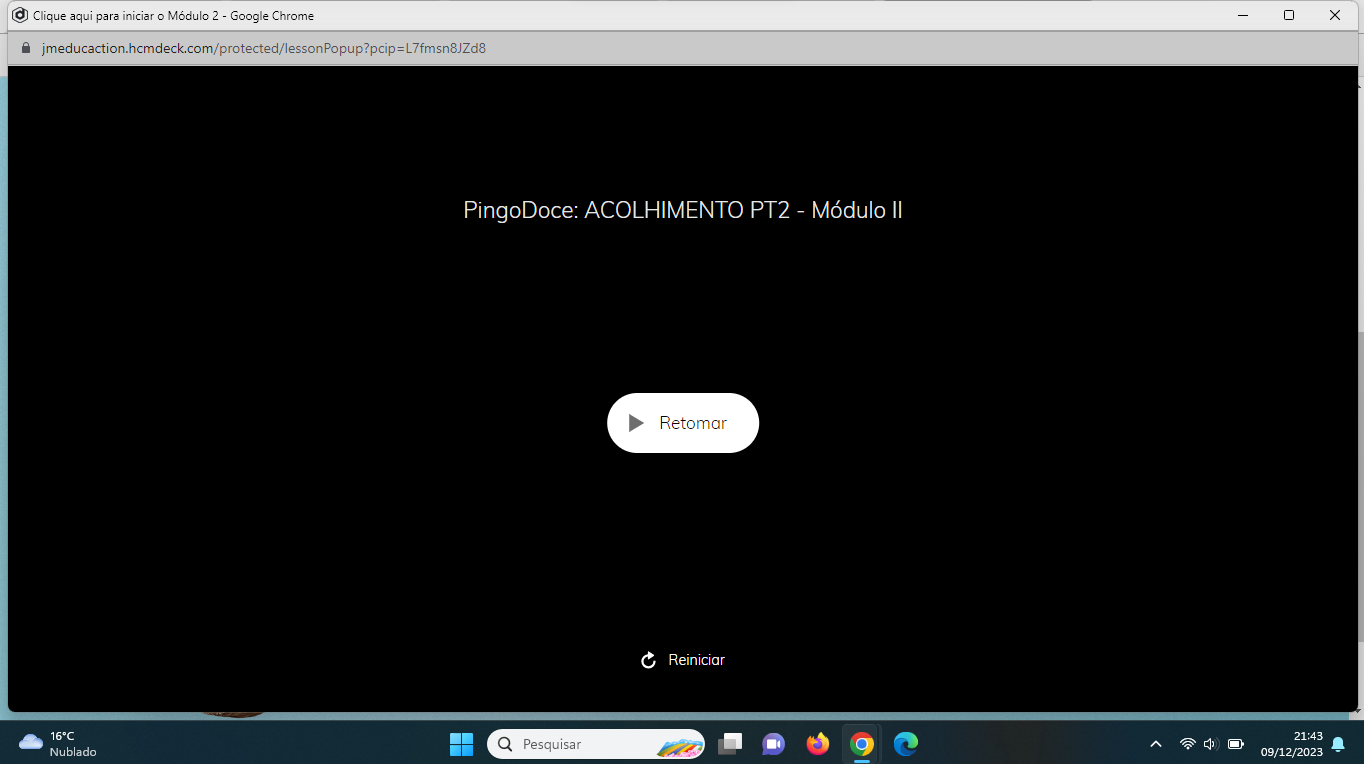 Clique aqui para iniciar o Módulo 2 - Google Chrome
jmeducaction.hcmdeck.com/protected/lessonPopup?pcip=L7fmsn8JZd8
PingoDoce: ACOLHIMENTO PT2 - Módulo II
Retomar
Reiniciar
16°C
Nublado
Pesquisar
21:43
09/12/2023